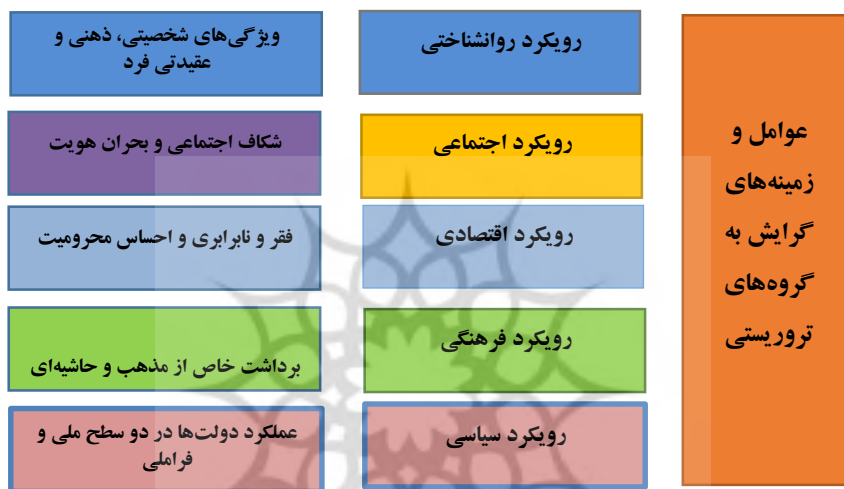 عوامل و
زمینه‌های
گرایش به
گروه‌های
تروریستی
رویکرد روانشناختی
ویژگی‌های شخصیتی، ذهنی و
عقیدتی فرد
رویکرد اجتماعی
شکاف اجتماعی و بحران هویت
رویکرد اقتصادی
فقر و نابرابری و احساس محرومیت
رویکرد فرهنگی
برداشت خاص از مذهب و حاشیه‌ای
رویکرد سیاسی
عملکرد دولت‌ها در دو سطح ملی و
فراملی